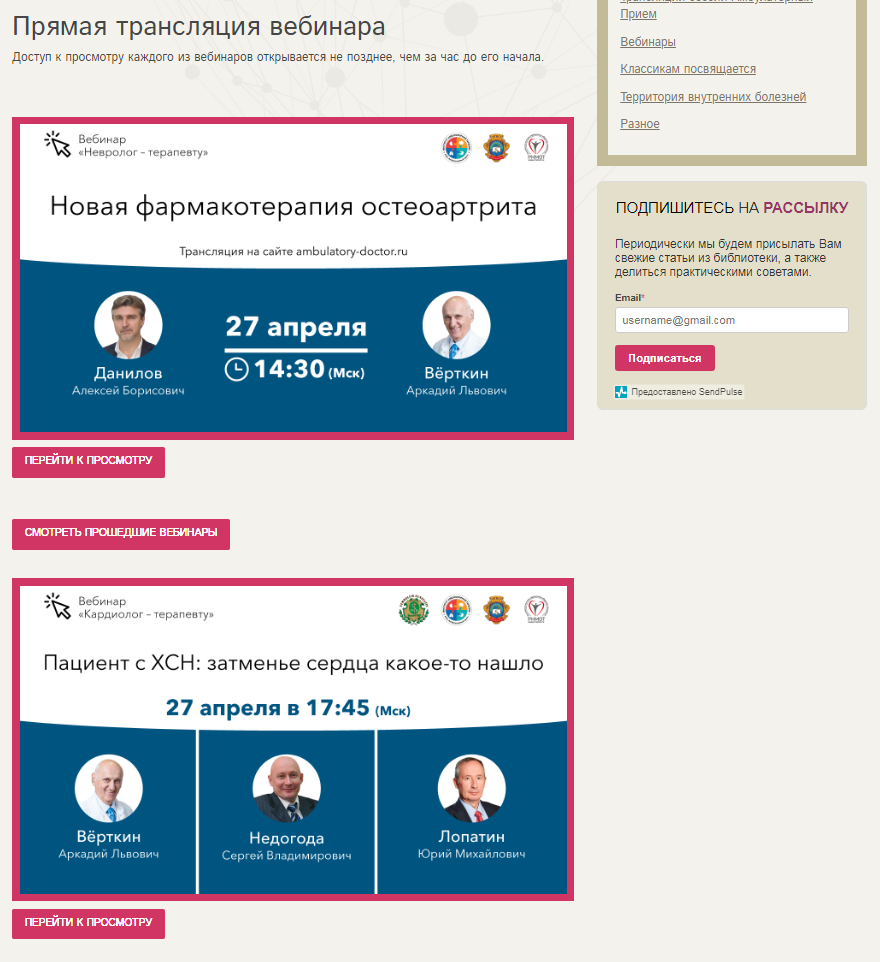 Прямая трансляция вебинара
Доступ к просмотру каждого из вебинаров открывается не позднее, чем за час до его начала.
Вебинар
«Невролог – терапевту»
Новая фармакотерапия остеоартрита
Трансляция на сайте ambulatory-doctor.ru
27 апреля
14:30 (Мск)
Данилов
Алексей Борисович
Вёрткин
Аркадий Львович
ПЕРЕЙТИ К ПРОСМОТРУ
СМОТРЕТЬ ПРОШЕДШИЕ ВЕБИНАРЫ
Вебинар
«Кардиолог – терапевту»
Пациент с ХСН: затменье сердца какое-то нашло
27 апреля в 17:45 (Мск)
Вёрткин
Аркадий Львович
Недогода
Сергей Владимирович
Лопатин
Юрий Михайлович
ПЕРЕЙТИ К ПРОСМОТРУ
Прием
Вебинары
Классикам посвящается
Территория внутренних болезней
Разное
ПОДПИШИТЕСЬ НА РАССЫЛКУ
Периодически мы будем присылать Вам
свежие статьи из библиотеки, а также
делиться практическими советами.
Email*
username@gmail.com
Подписаться
Предоставлено SendPulse